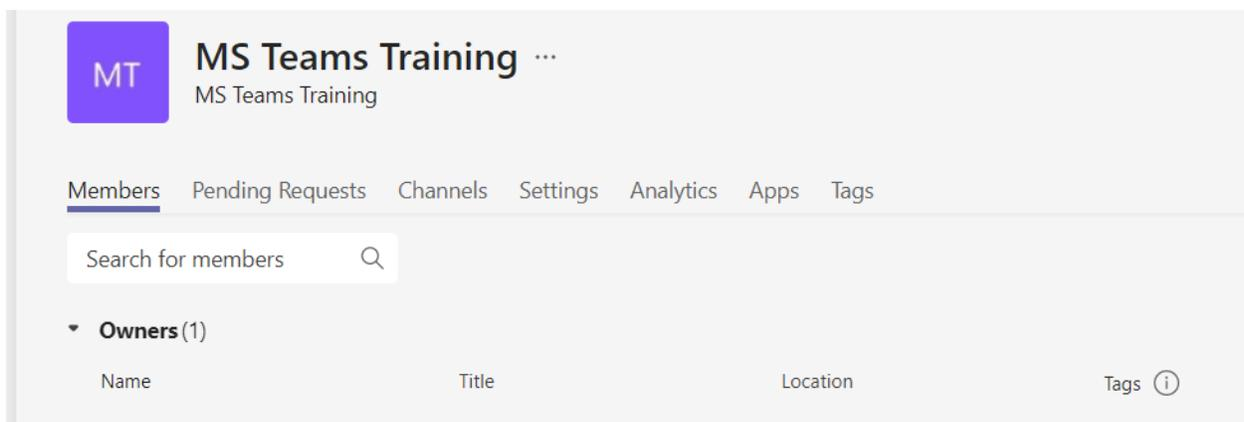 MT
MS Teams Training ...
MS Teams Training
Members Pending Requests Channels Settings Analytics Apps Tags
Search for members
Owners (1)
Name Title Location Tags